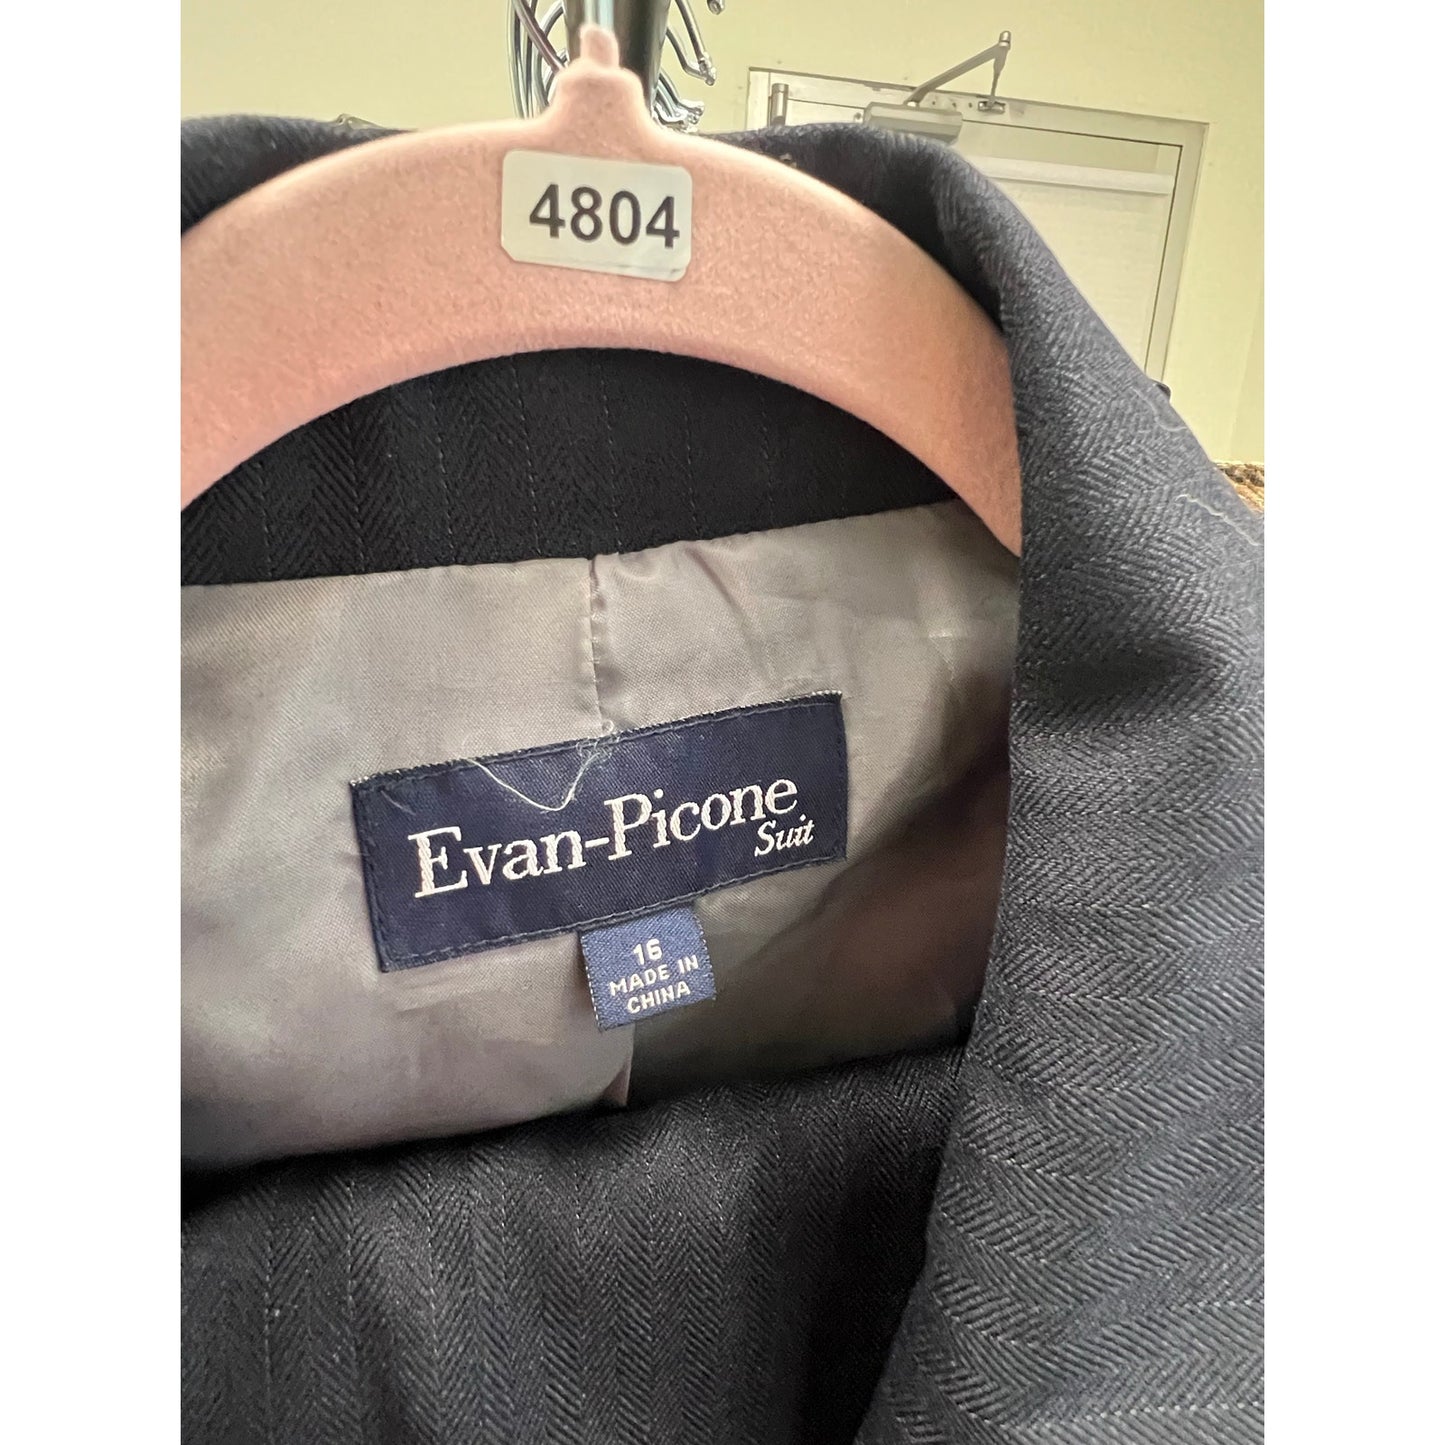 4804
Evan-Picone
Suit
16
MADE IN
CHINA